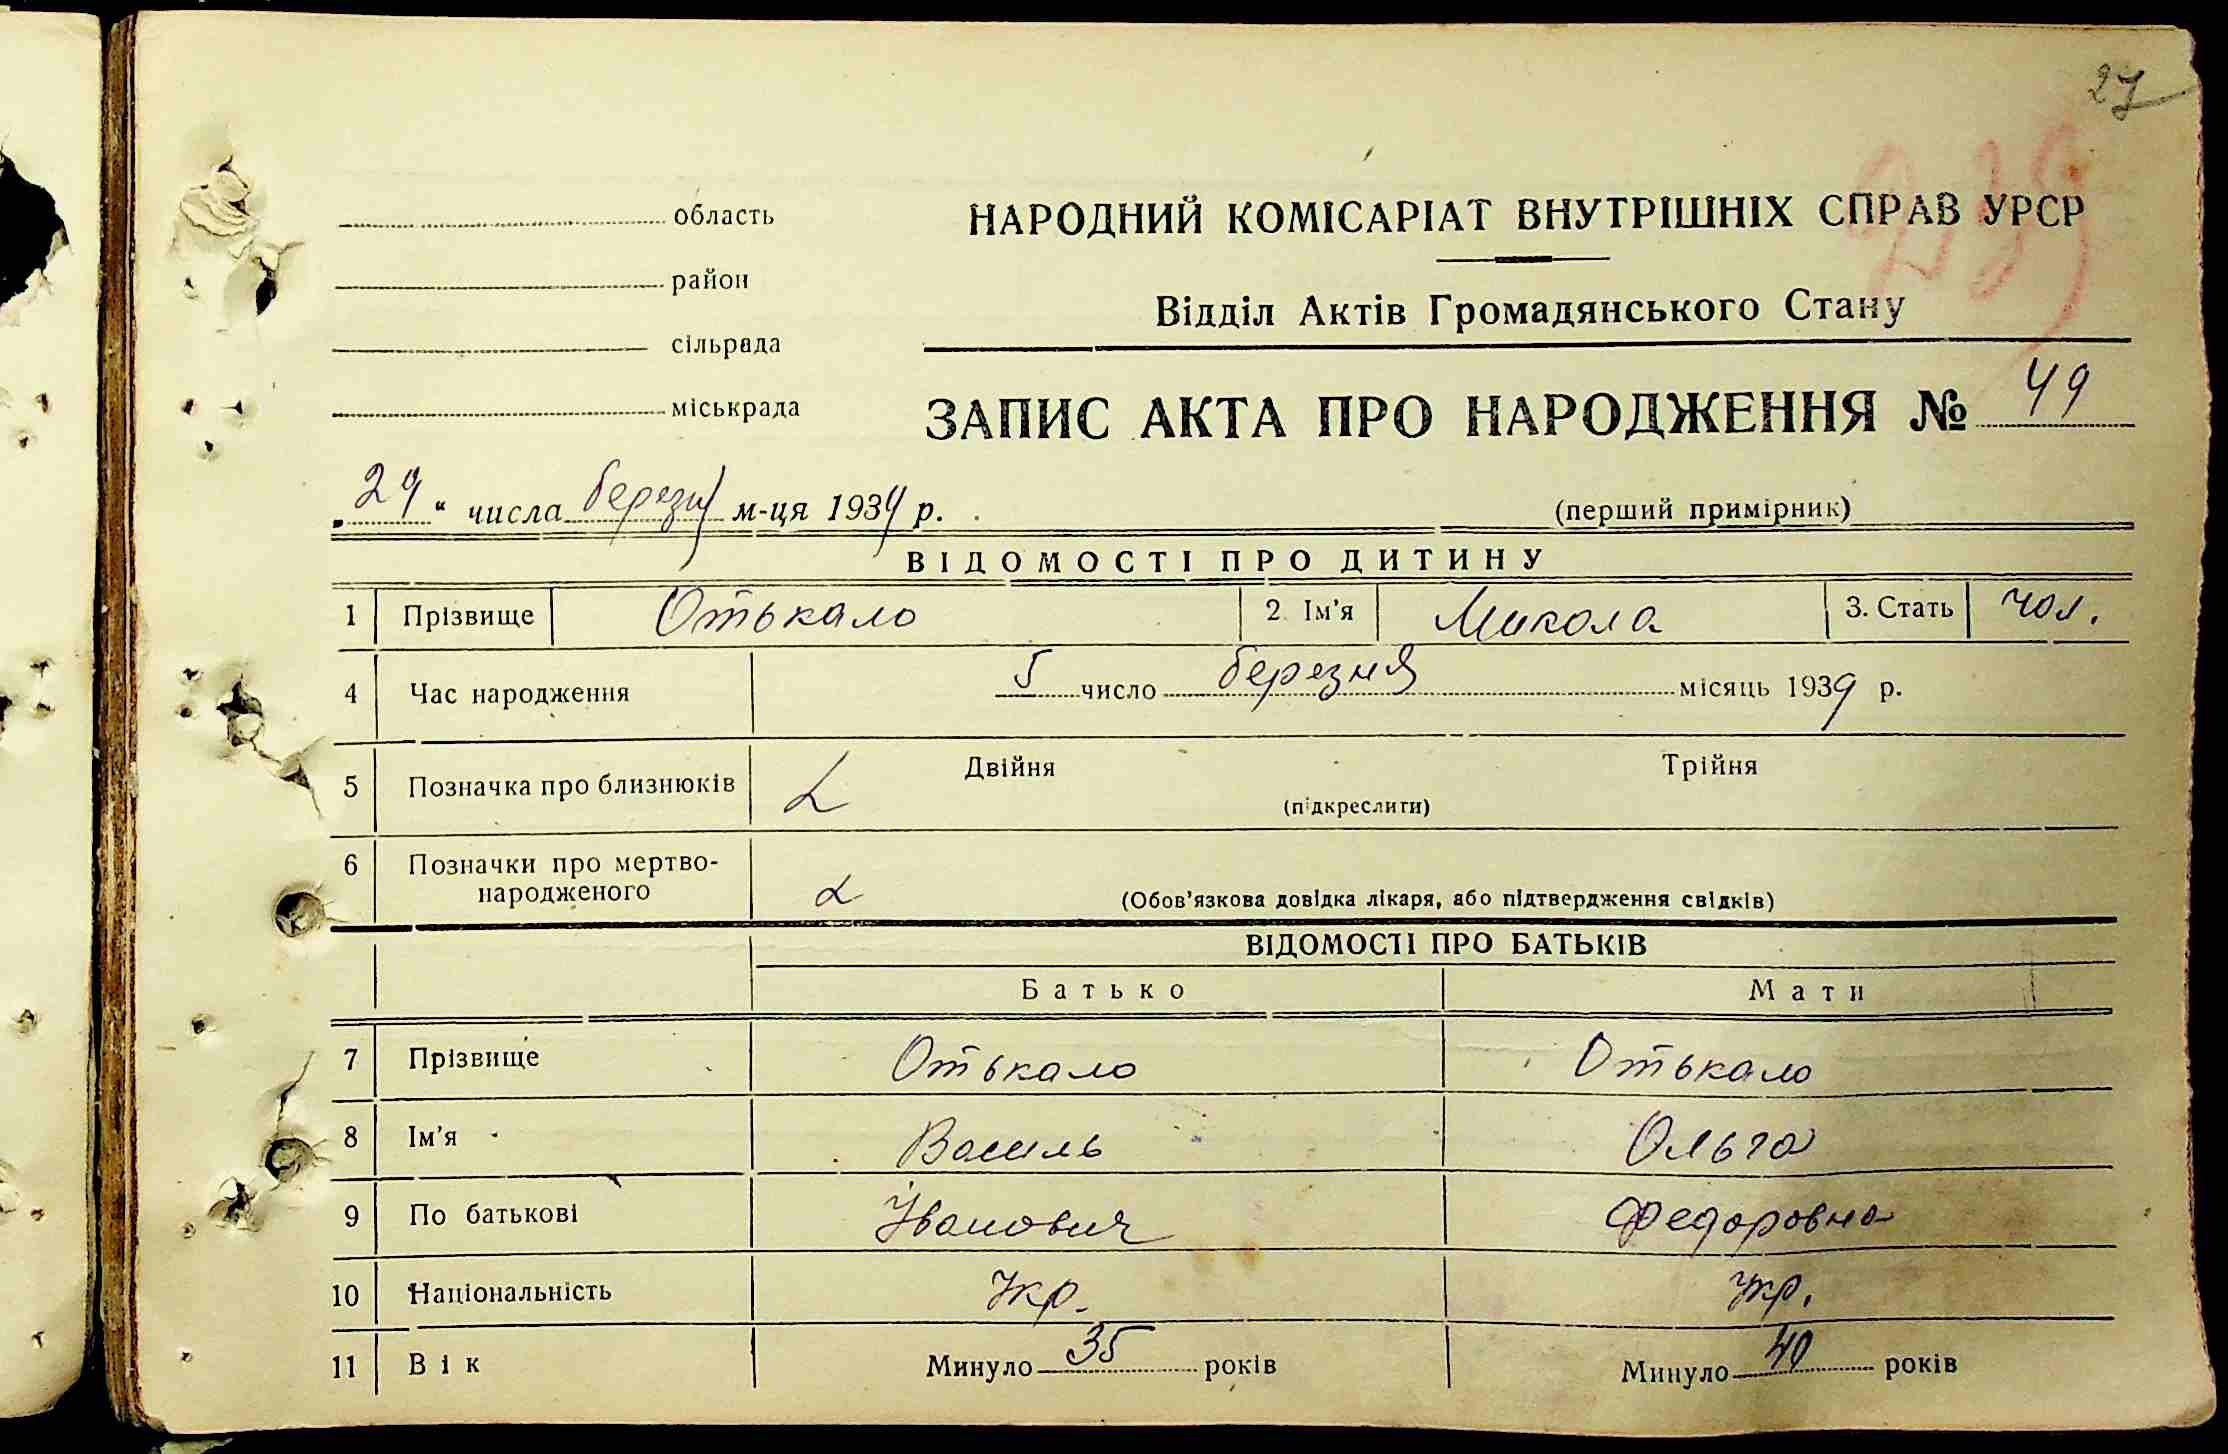 27
239
область
район
сільрада
міськрада
НАРОДНИЙ КОМІСАРІАТ ВНУТРІШНІХ СПРАВ УРСР
Відділ Актів Громадянського Стану
ЗАПИС АКТА ПРО НАРОДЖЕННЯ № 49
„29“ числа березня м-ця 1939 р.
(перший примірник)
ВІДОМОСТІ ПРО ДИТИНУ
1 Прізвище Отькало 2. Ім'я Микола 3. Стать чол.
4 Час народження 5 число березня місяць 1939 р.
5 Позначка про близнюків Двійня Трійня
(підкреслити)
6 Позначки про мертво-
народженого (Обов'язкова довідка лікаря, або підтвердження свідків)
ВІДОМОСТІ ПРО БАТЬКІВ
Батько Мати
7 Прізвище Отькало Отькало
8 Ім'я Василь Ольга
9 По батькові Іванович Федоровна
10 Національність Укр. Укр.
11 Вік Минуло 35 років Минуло 40 років